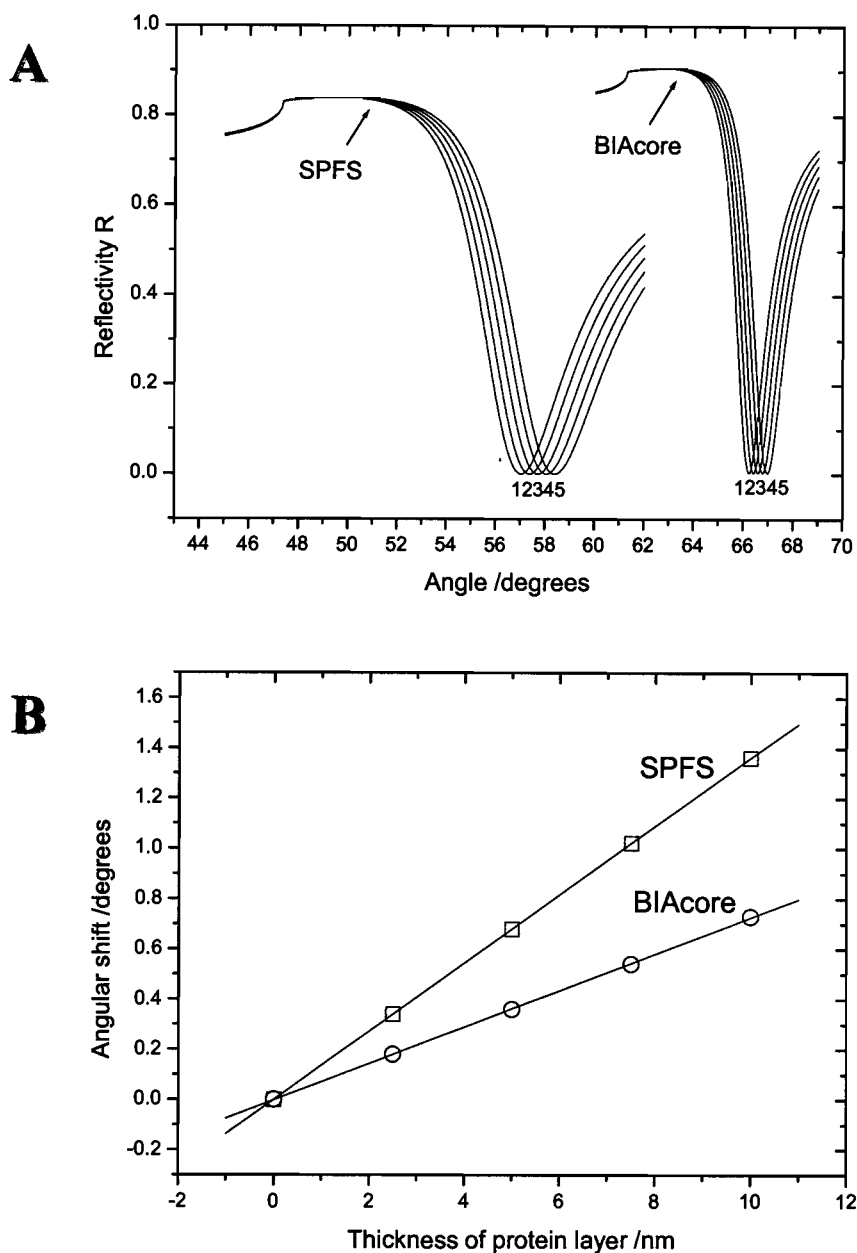 A
1.0
0.8
0.6
0.4
0.2
0.0
Reflectivity R
SPFS
BIAcore
12345
12345
44 46 48 50 52 54 56 58 60 62 64 66 68 70
Angle /degrees
B
1.6
1.4
1.2
1.0
0.8
0.6
0.4
0.2
0.0
-0.2
Angular shift /degrees
SPFS
BIAcore
-2 0 2 4 6 8 10 12
Thickness of protein layer /nm